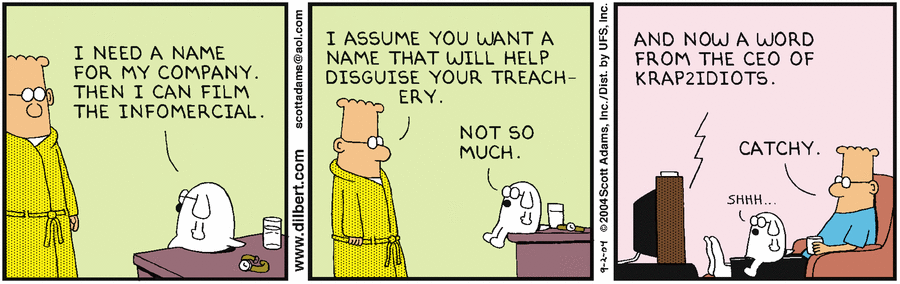 I NEED A NAME
FOR MY COMPANY.
THEN I CAN FILM
THE INFOMERCIAL.
www.dilbert.com
scottadams@aol.com
I ASSUME YOU WANT A
NAME THAT WILL HELP
DISGUISE YOUR TREACH-
ERY.
NOT SO
MUCH.
9-2-04 ©2004 Scott Adams, Inc./Dist. by UFS, Inc.
AND NOW A WORD
FROM THE CEO OF
KRAP2IDIOTS.
CATCHY.
SHHH...